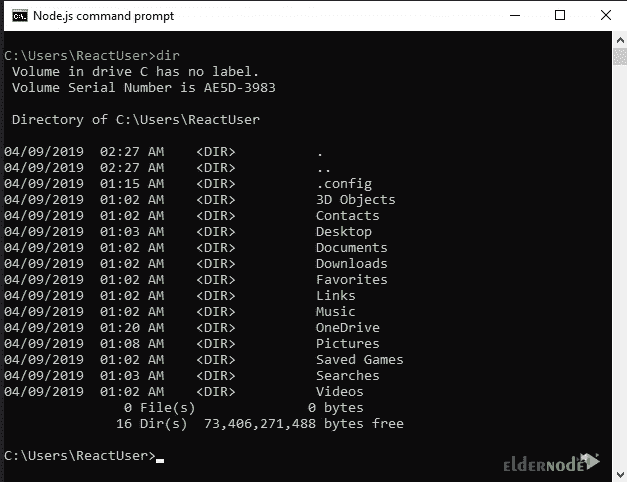 Node.js command prompt
C:\Users\ReactUser>dir
Volume in drive C has no label.
Volume Serial Number is AE5D-3983
Directory of C:\Users\ReactUser
04/09/2019  02:27 AM    <DIR>          .
04/09/2019  02:27 AM    <DIR>          ..
04/09/2019  01:15 AM    <DIR>          .config
04/09/2019  01:02 AM    <DIR>          3D Objects
04/09/2019  01:02 AM    <DIR>          Contacts
04/09/2019  01:03 AM    <DIR>          Desktop
04/09/2019  01:02 AM    <DIR>          Documents
04/09/2019  01:02 AM    <DIR>          Downloads
04/09/2019  01:02 AM    <DIR>          Favorites
04/09/2019  01:02 AM    <DIR>          Links
04/09/2019  01:02 AM    <DIR>          Music
04/09/2019  01:20 AM    <DIR>          OneDrive
04/09/2019  01:08 AM    <DIR>          Pictures
04/09/2019  01:02 AM    <DIR>          Saved Games
04/09/2019  01:03 AM    <DIR>          Searches
04/09/2019  01:02 AM    <DIR>          Videos
0 File(s)              0 bytes
16 Dir(s)  73,406,271,488 bytes free
C:\Users\ReactUser>
eldernode